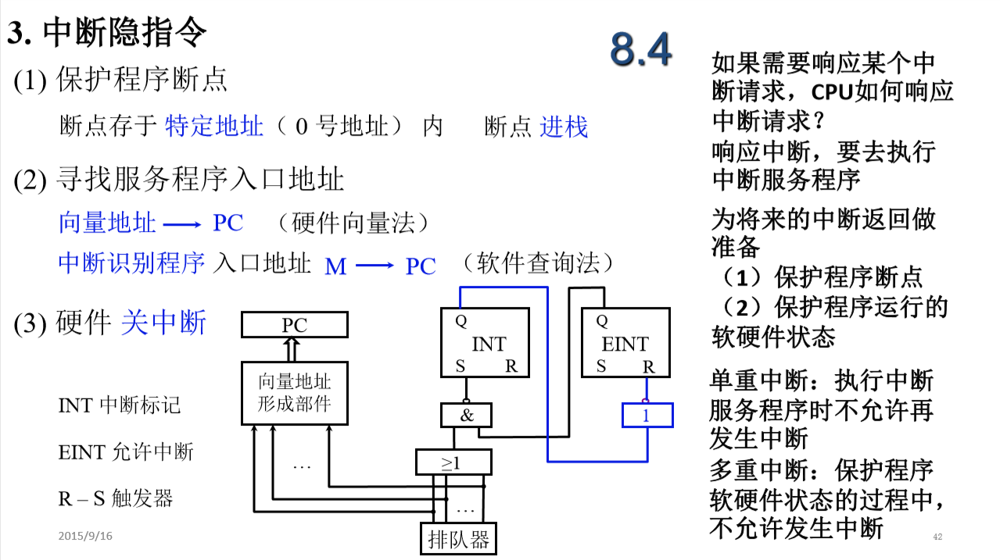 3. 中断隐指令
8.4
(1) 保护程序断点
断点存于 特定地址（ 0 号地址） 内 断点 进栈
(2) 寻找服务程序入口地址
向量地址 → PC （硬件向量法）
中断识别程序 入口地址 M → PC （软件查询法）
(3) 硬件 关中断
INT 中断标记
EINT 允许中断
R – S 触发器
PC
向量地址
形成部件
…
Q
INT
S R
&
≥1
…
排队器
Q
EINT
S R
1
如果需要响应某个中
断请求，CPU如何响应
中断请求？
响应中断，要去执行
中断服务程序
为将来的中断返回做
准备
（1）保护程序断点
（2）保护程序运行的
软硬件状态
单重中断：执行中断
服务程序时不允许再
发生中断
多重中断：保护程序
软硬件状态的过程中，
不允许发生中断
2015/9/16
42